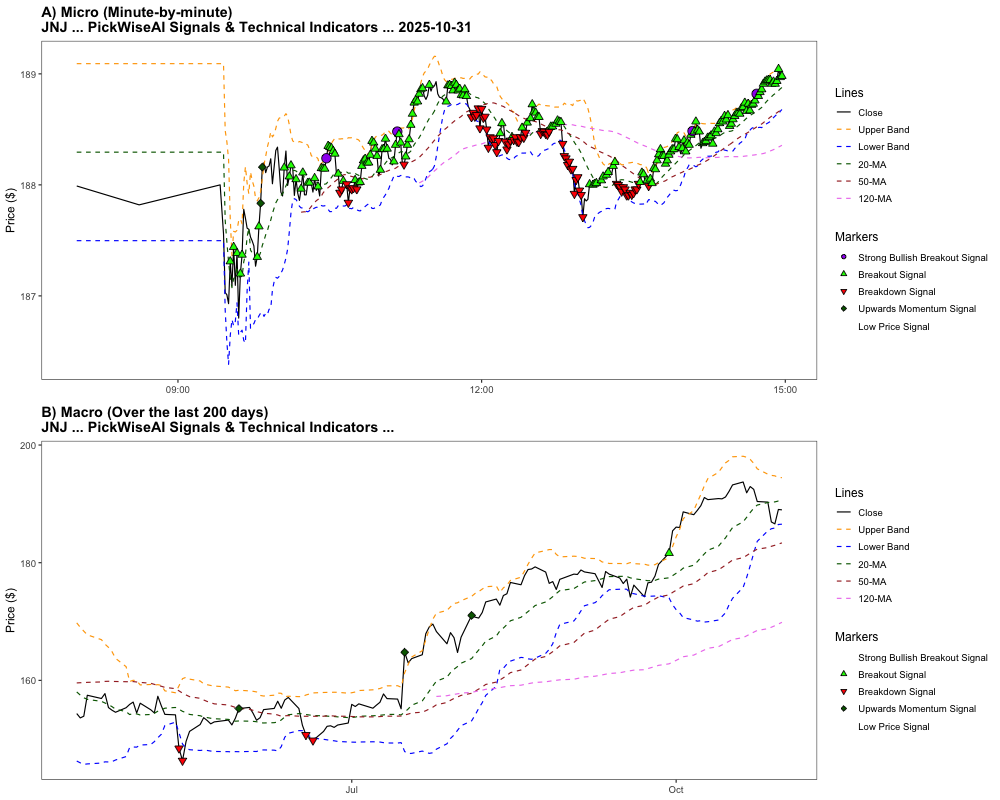 A) Micro (Minute-by-minute)
JNJ ... PickWiseAI Signals & Technical Indicators ... 2025-10-31
189
188
187
Price ($)
09:00
12:00
15:00
Lines
Close
Upper Band
Lower Band
20-MA
50-MA
120-MA
Markers
Strong Bullish Breakout Signal
Breakout Signal
Breakdown Signal
Upwards Momentum Signal
Low Price Signal
B) Macro (Over the last 200 days)
JNJ ... PickWiseAI Signals & Technical Indicators ...
200
180
160
Price ($)
Jul
Oct
Lines
Close
Upper Band
Lower Band
20-MA
50-MA
120-MA
Markers
Strong Bullish Breakout Signal
Breakout Signal
Breakdown Signal
Upwards Momentum Signal
Low Price Signal